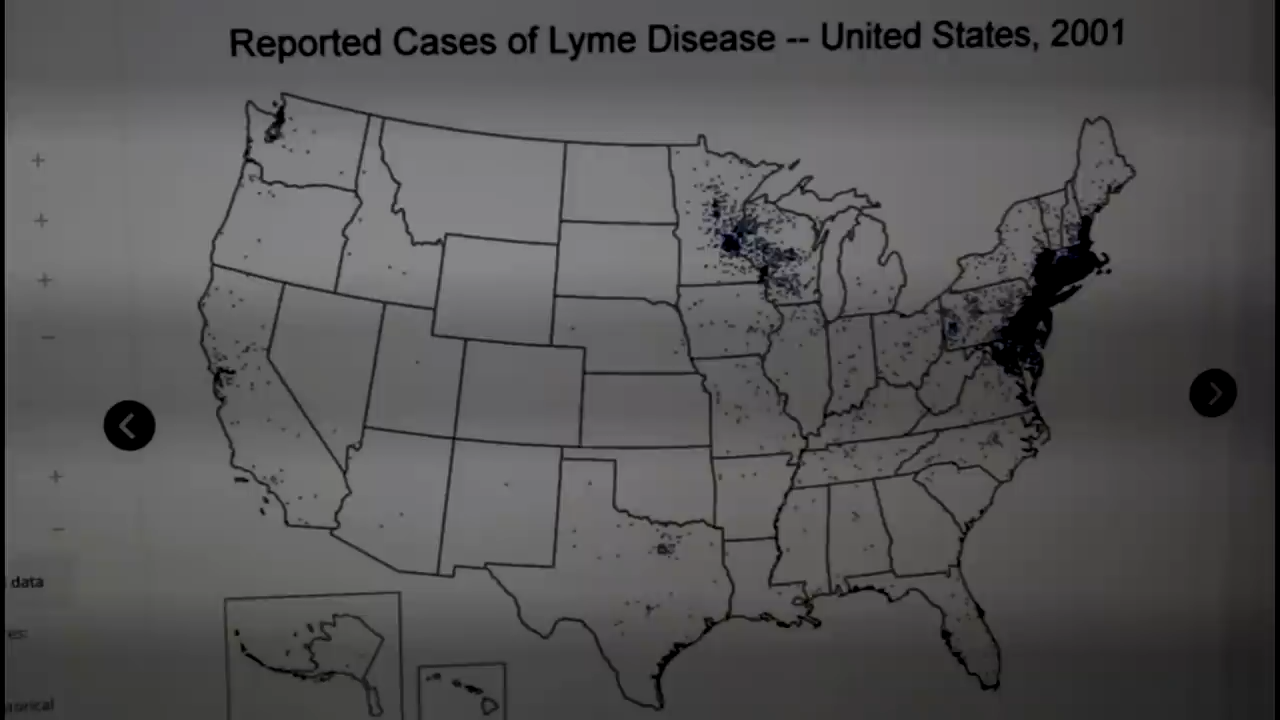 Reported Cases of Lyme Disease -- United States, 2001
data